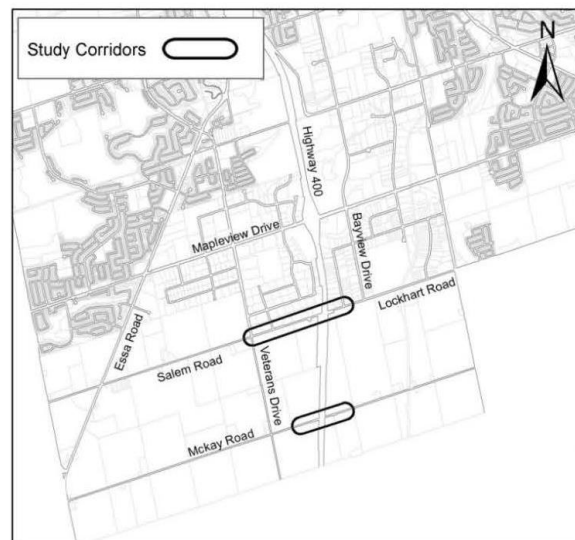 Study Corridors
N
Highway 400
Mapleview Drive
Bayview Drive
Lockhart Road
Essa Road
Salem Road
Veterans Drive
Mckay Road